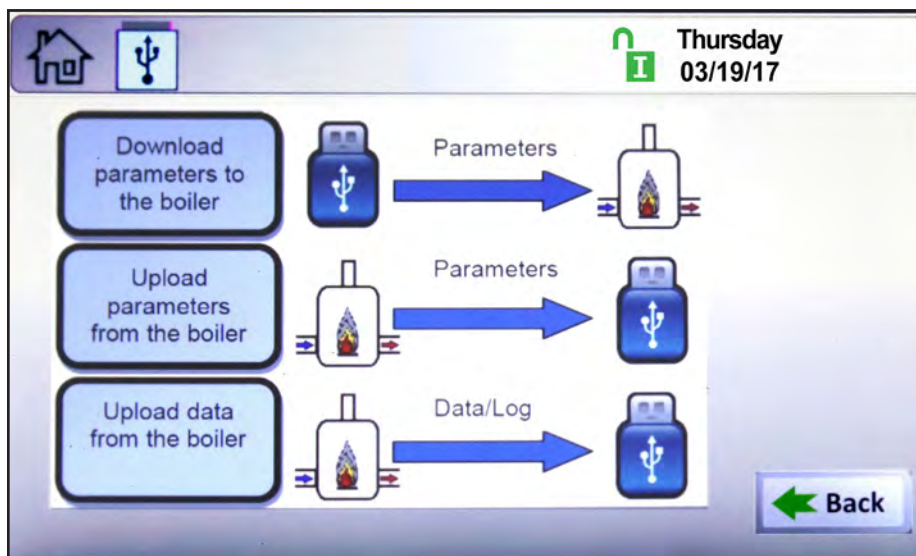 I
Thursday
03/19/17
Download
parameters to
the boiler
Parameters
Upload
parameters
from the boiler
Parameters
Upload data
from the boiler
Data/Log
Back